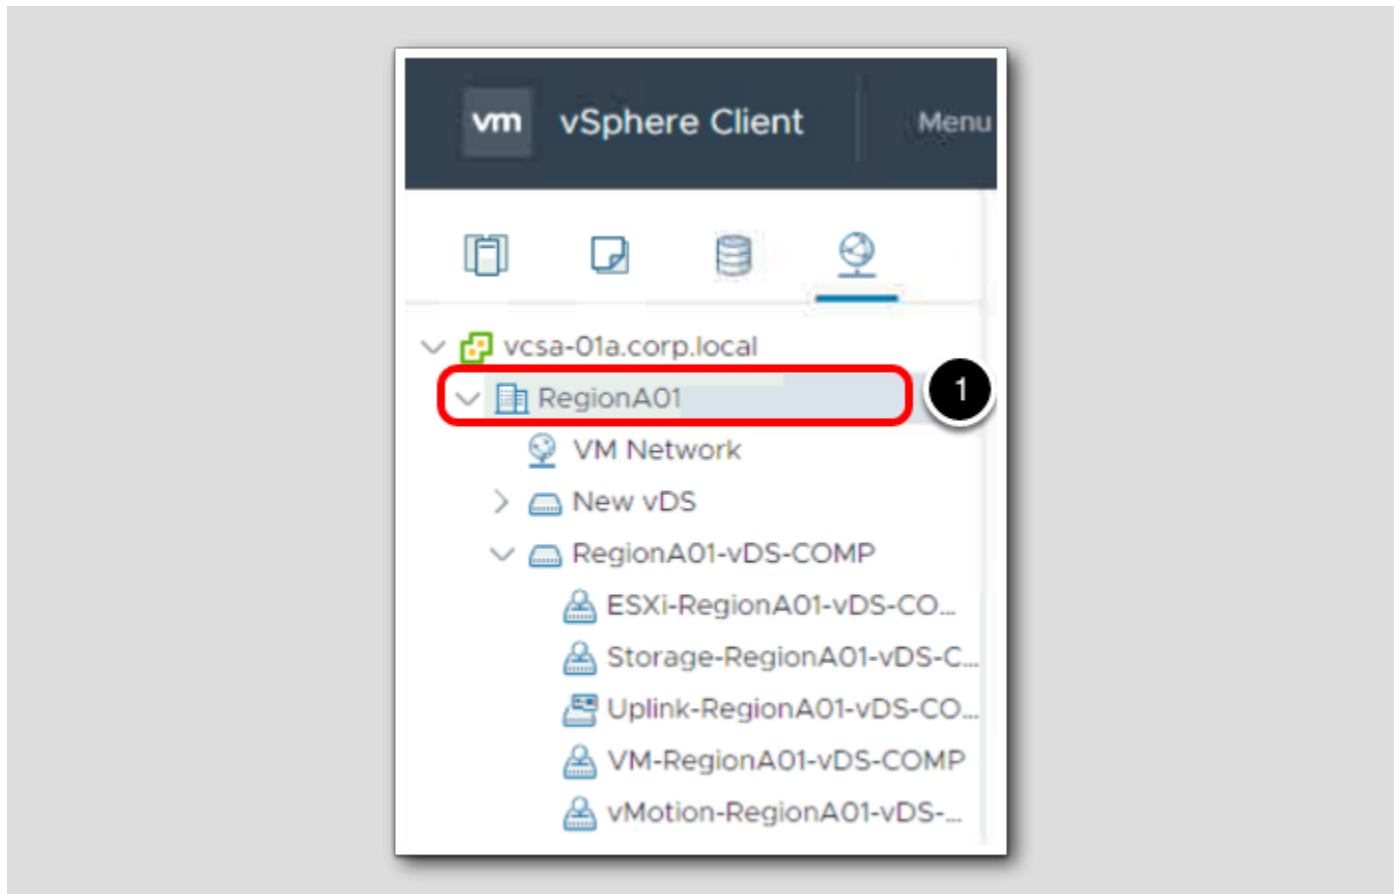 vm vSphere Client Menu
vcsa-01a.corp.local
RegionA01
1
VM Network
New vDS
RegionA01-vDS-COMP
ESXi-RegionA01-vDS-CO...
Storage-RegionA01-vDS-C...
Uplink-RegionA01-vDS-CO...
VM-RegionA01-vDS-COMP
vMotion-RegionA01-vDS-...